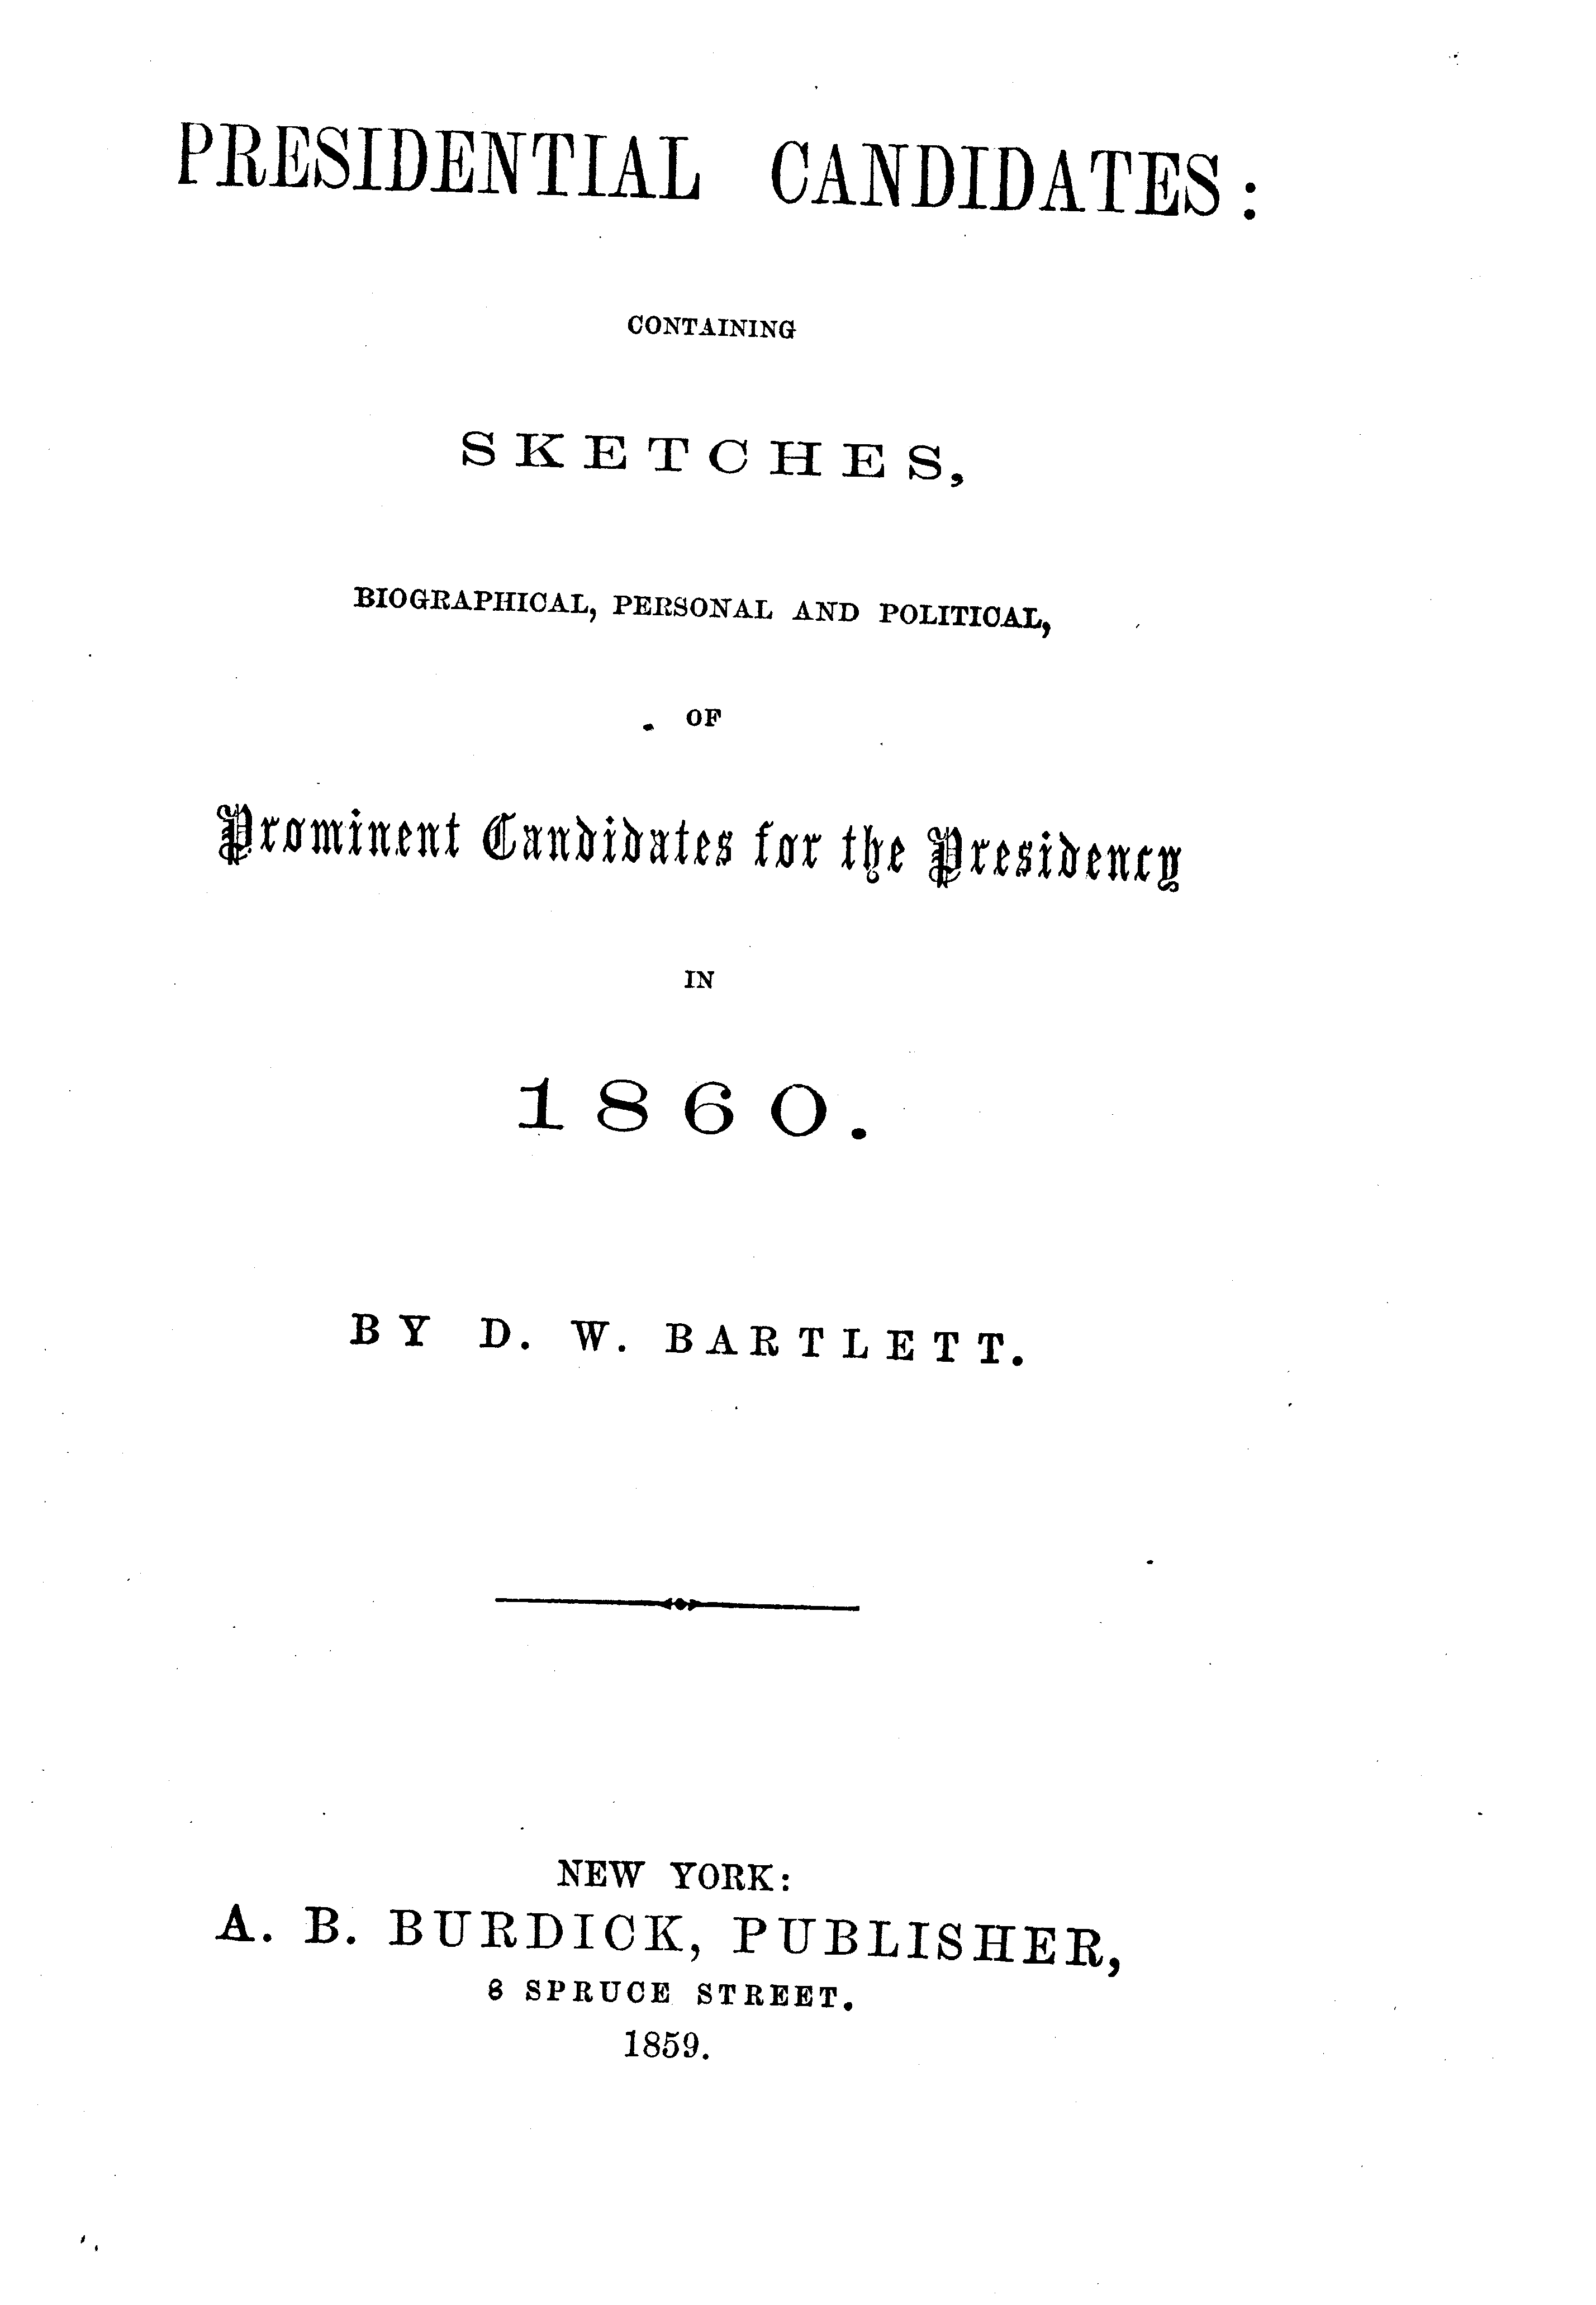 PRESIDENTIAL CANDIDATES:
CONTAINING
SKETCHES,
BIOGRAPHICAL, PERSONAL AND POLITICAL,
OF
Prominent Candidates for the Presidency
IN
1860.
BY D. W. BARTLETT.
NEW YORK:
A. B. BURDICK, PUBLISHER,
8 SPRUCE STREET.
1859.